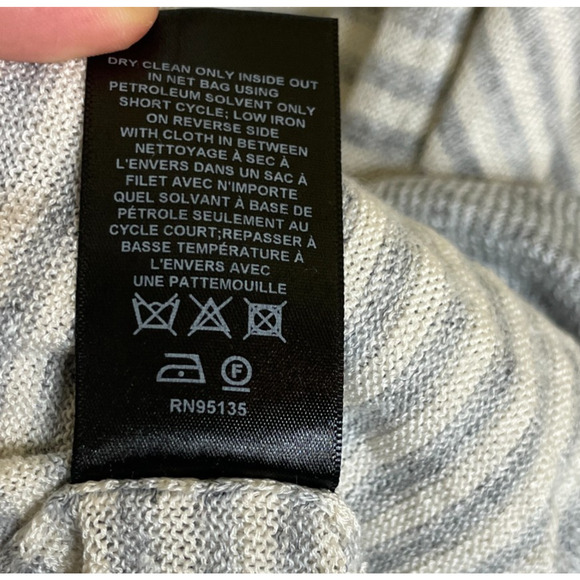 DRY CLEAN ONLY INSIDE OUT
IN NET BAG USING
PETROLEUM SOLVENT ONLY
SHORT CYCLE; LOW IRON
ON REVERSE SIDE
WITH CLOTH IN BETWEEN
NETTOYAGE À SEC À
L'ENVERS DANS UN SAC À
FILET AVEC N'IMPORTE
QUEL SOLVANT À BASE DE
PÉTROLE SEULEMENT AU
CYCLE COURT;REPASSER À
BASSE TEMPÉRATURE À
L'ENVERS AVEC
UNE PATTEMOUILLE
F
RN95135